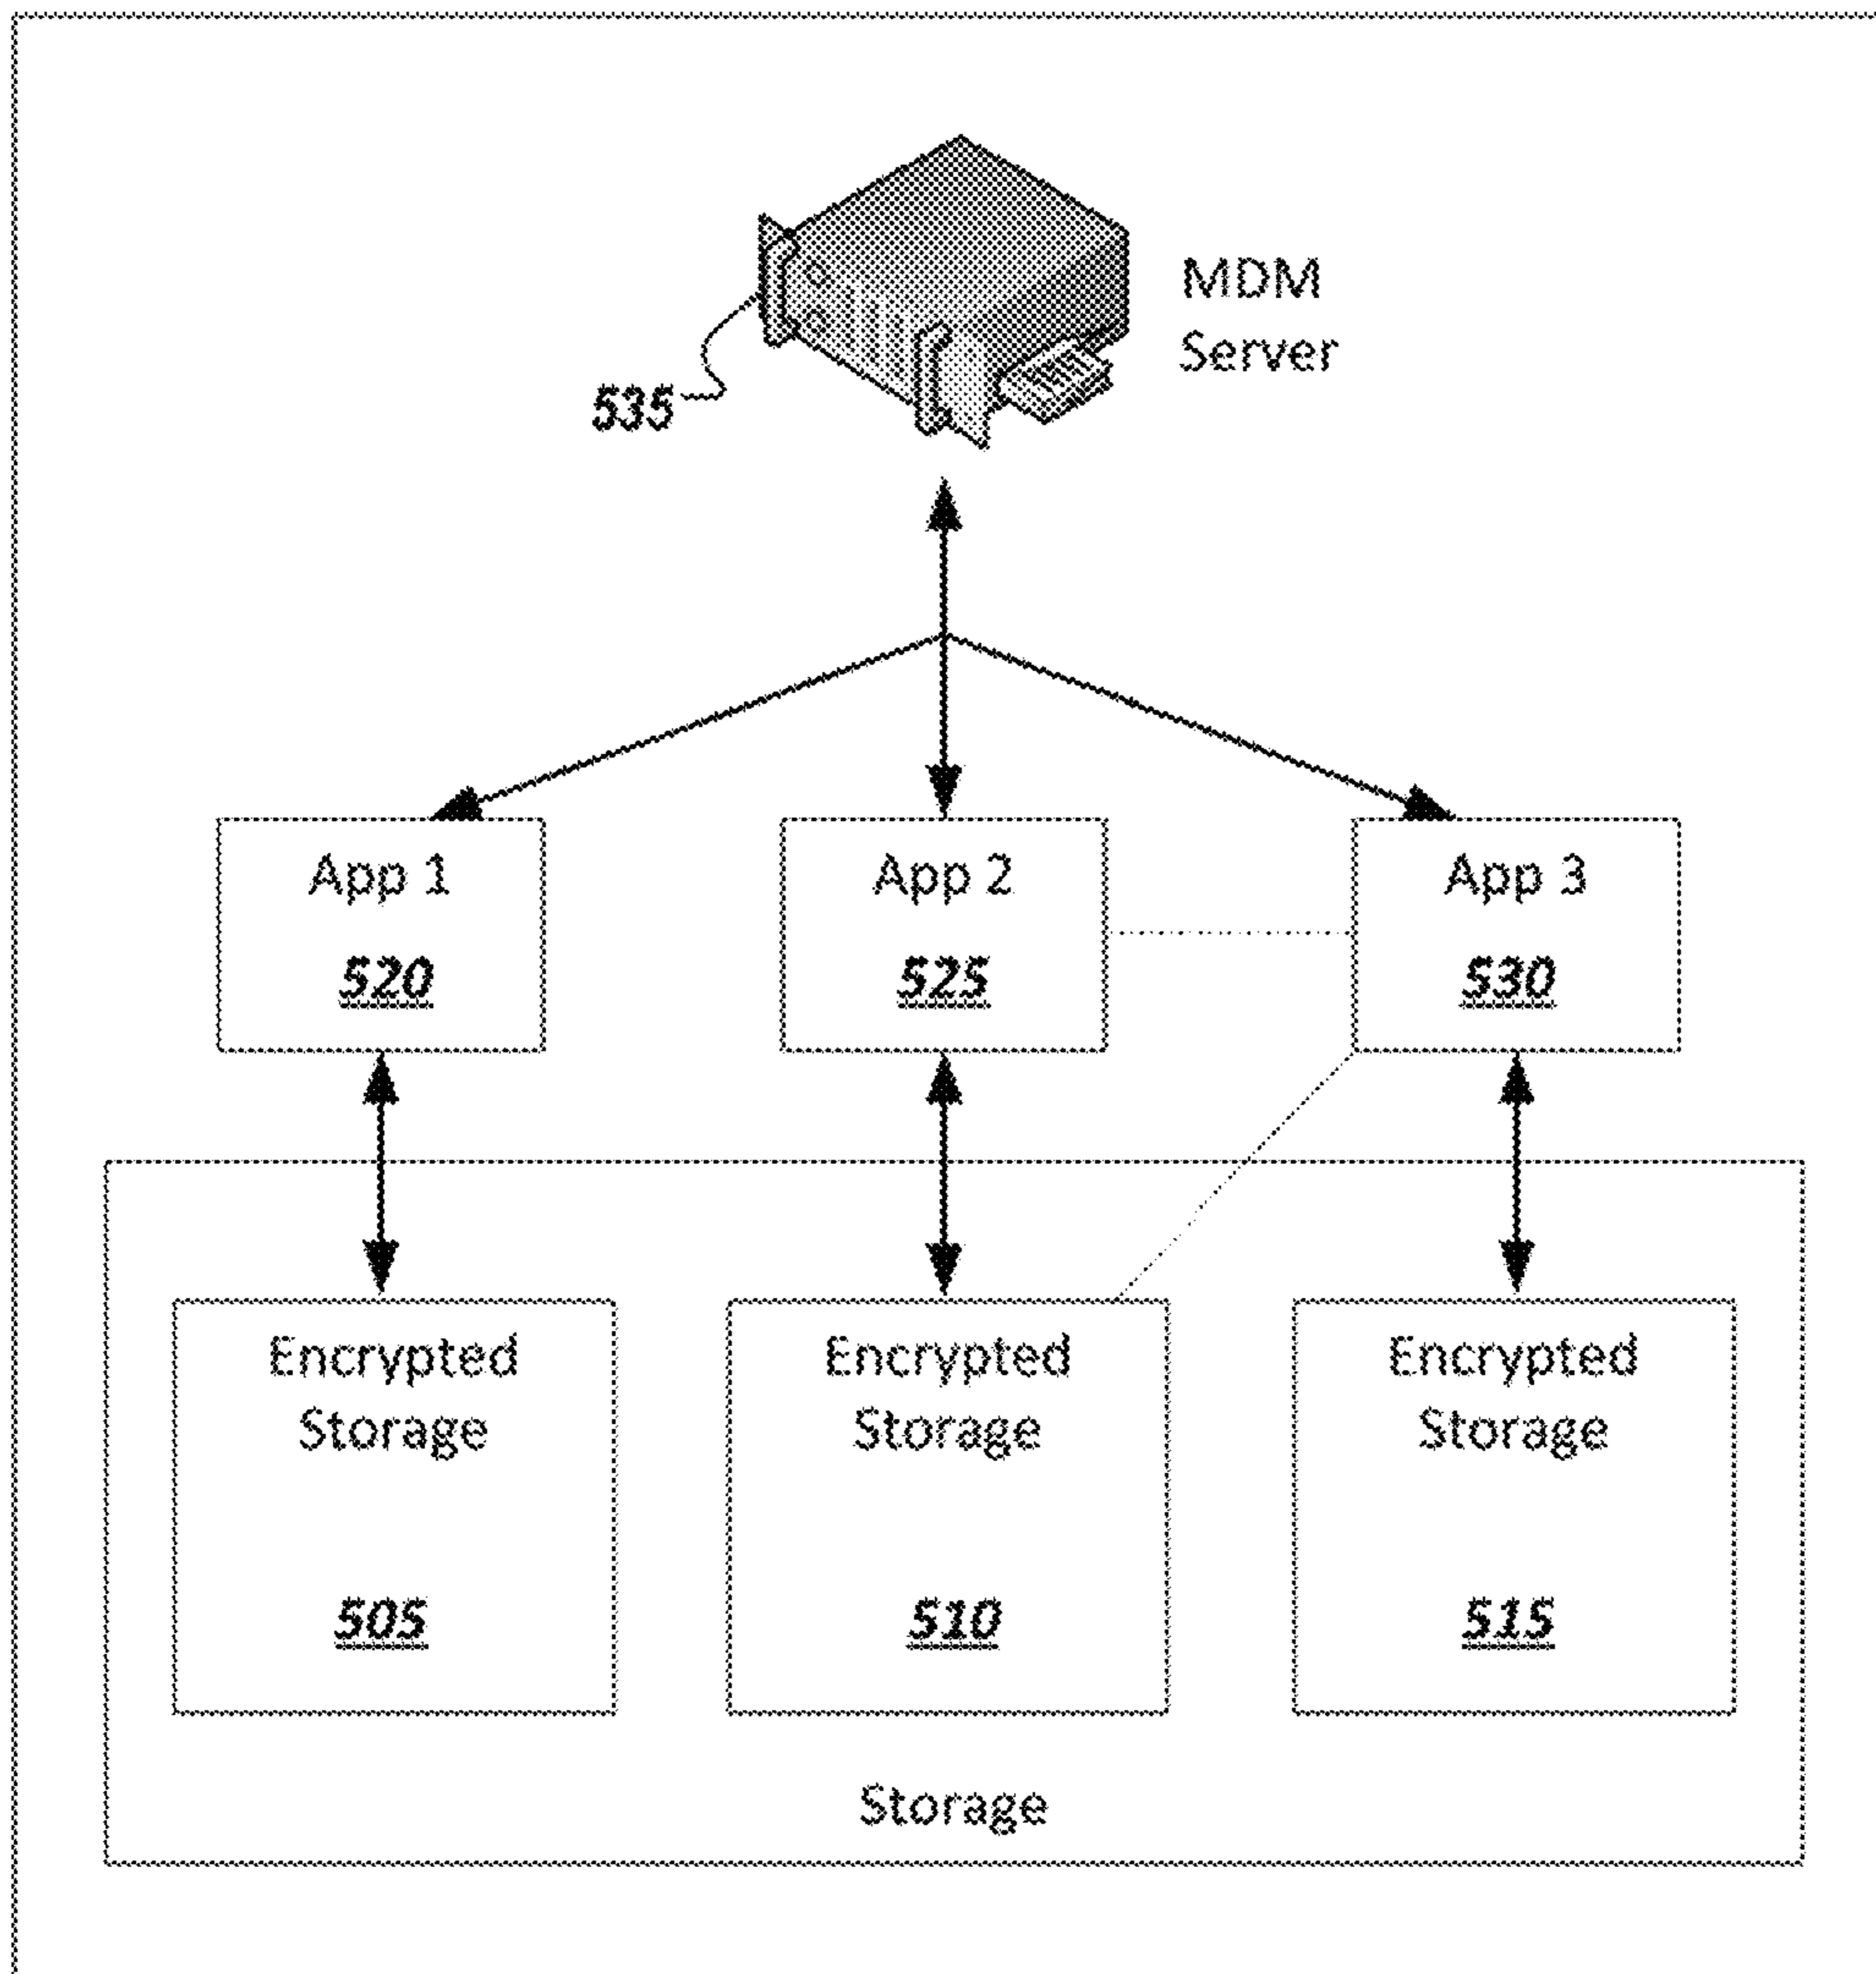 MDM
Server
535
App 1
520
App 2
525
App 3
530
Encrypted
Storage
505
Encrypted
Storage
510
Encrypted
Storage
515
Storage